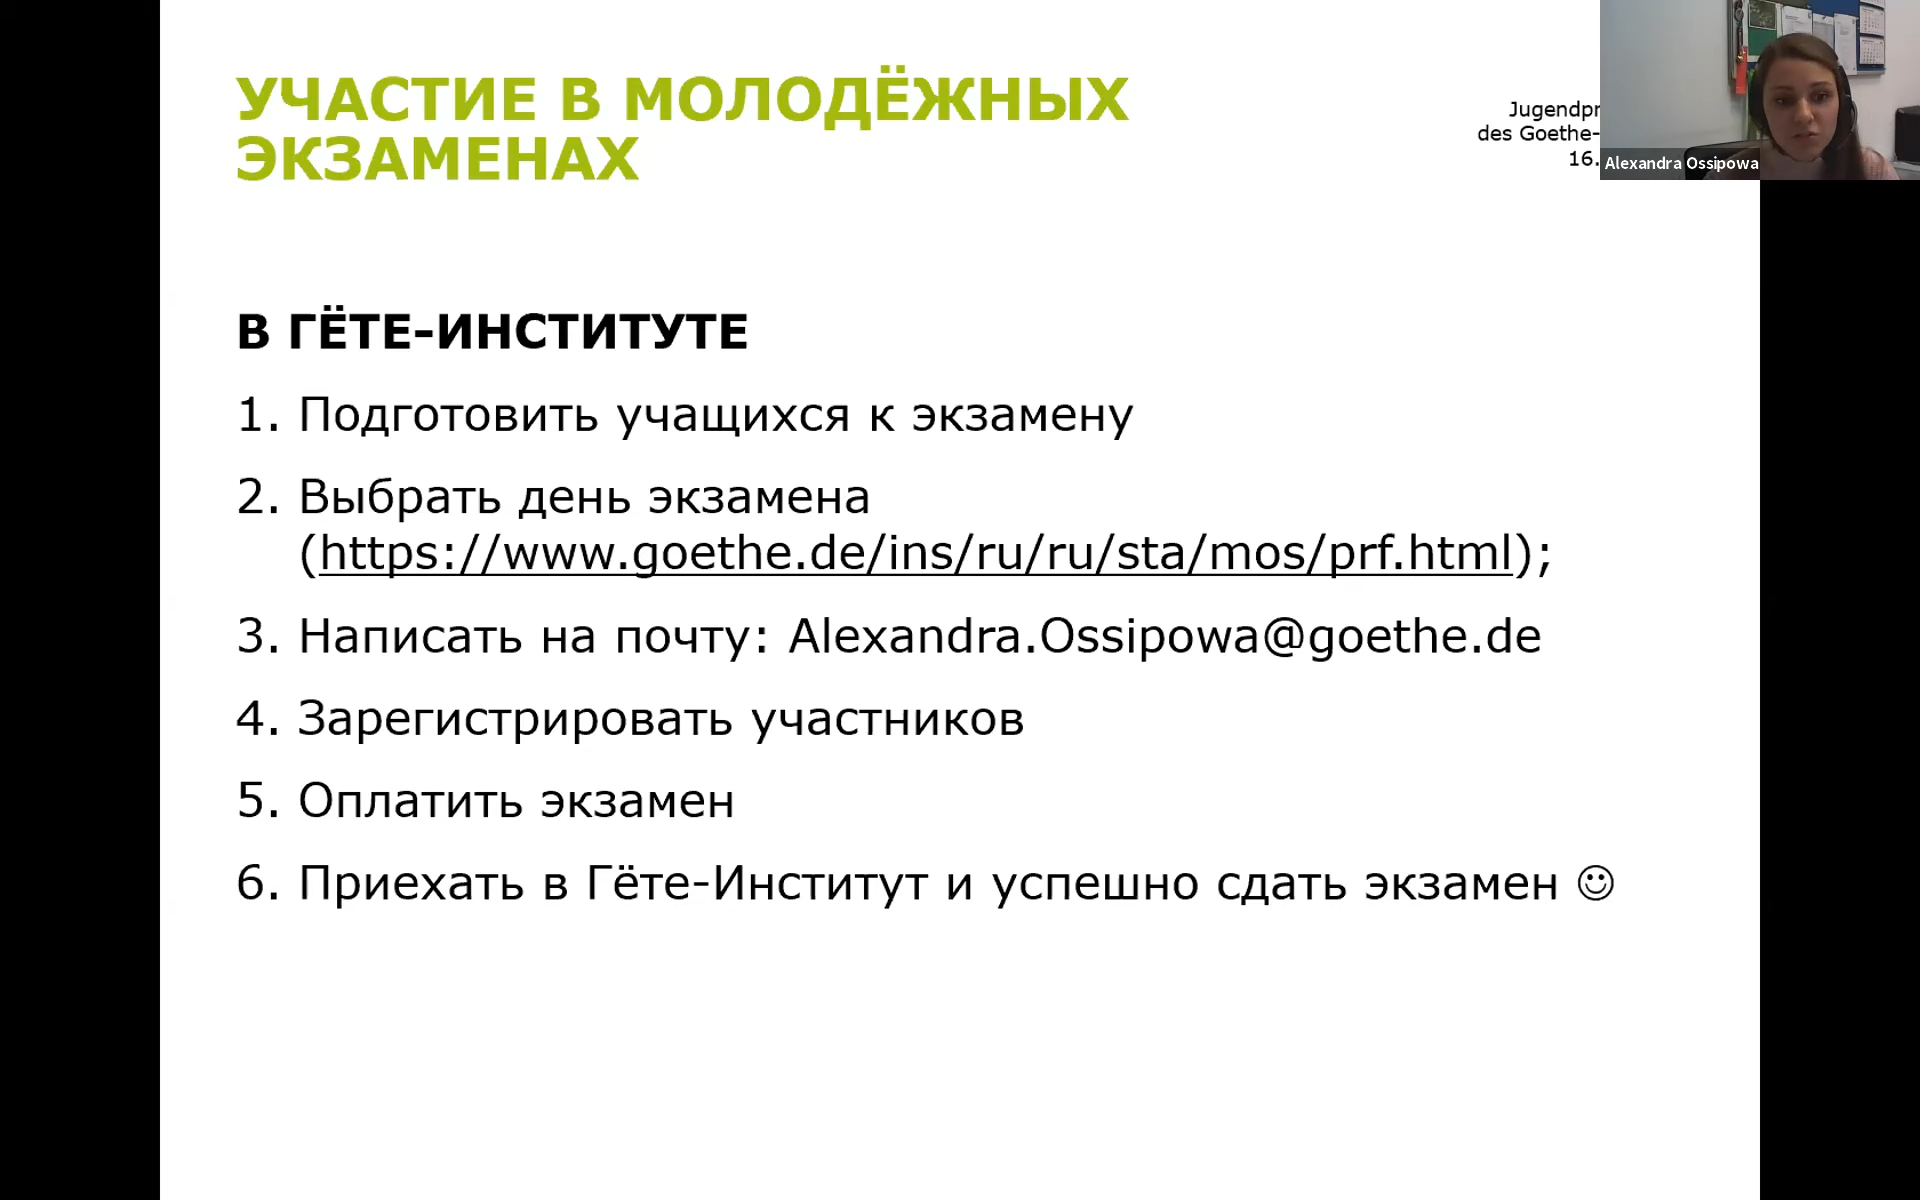 УЧАСТИЕ В МОЛОДЁЖНЫХ
ЭКЗАМЕНАХ
des Goethe-
16.
Alexandra Ossipowa
В ГЁТЕ-ИНСТИТУТЕ
1. Подготовить учащихся к экзамену
2. Выбрать день экзамена
(https://www.goethe.de/ins/ru/ru/sta/mos/prf.html);
3. Написать на почту: Alexandra.Ossipowa@goethe.de
4. Зарегистрировать участников
5. Оплатить экзамен
6. Приехать в Гёте-Институт и успешно сдать экзамен ☺